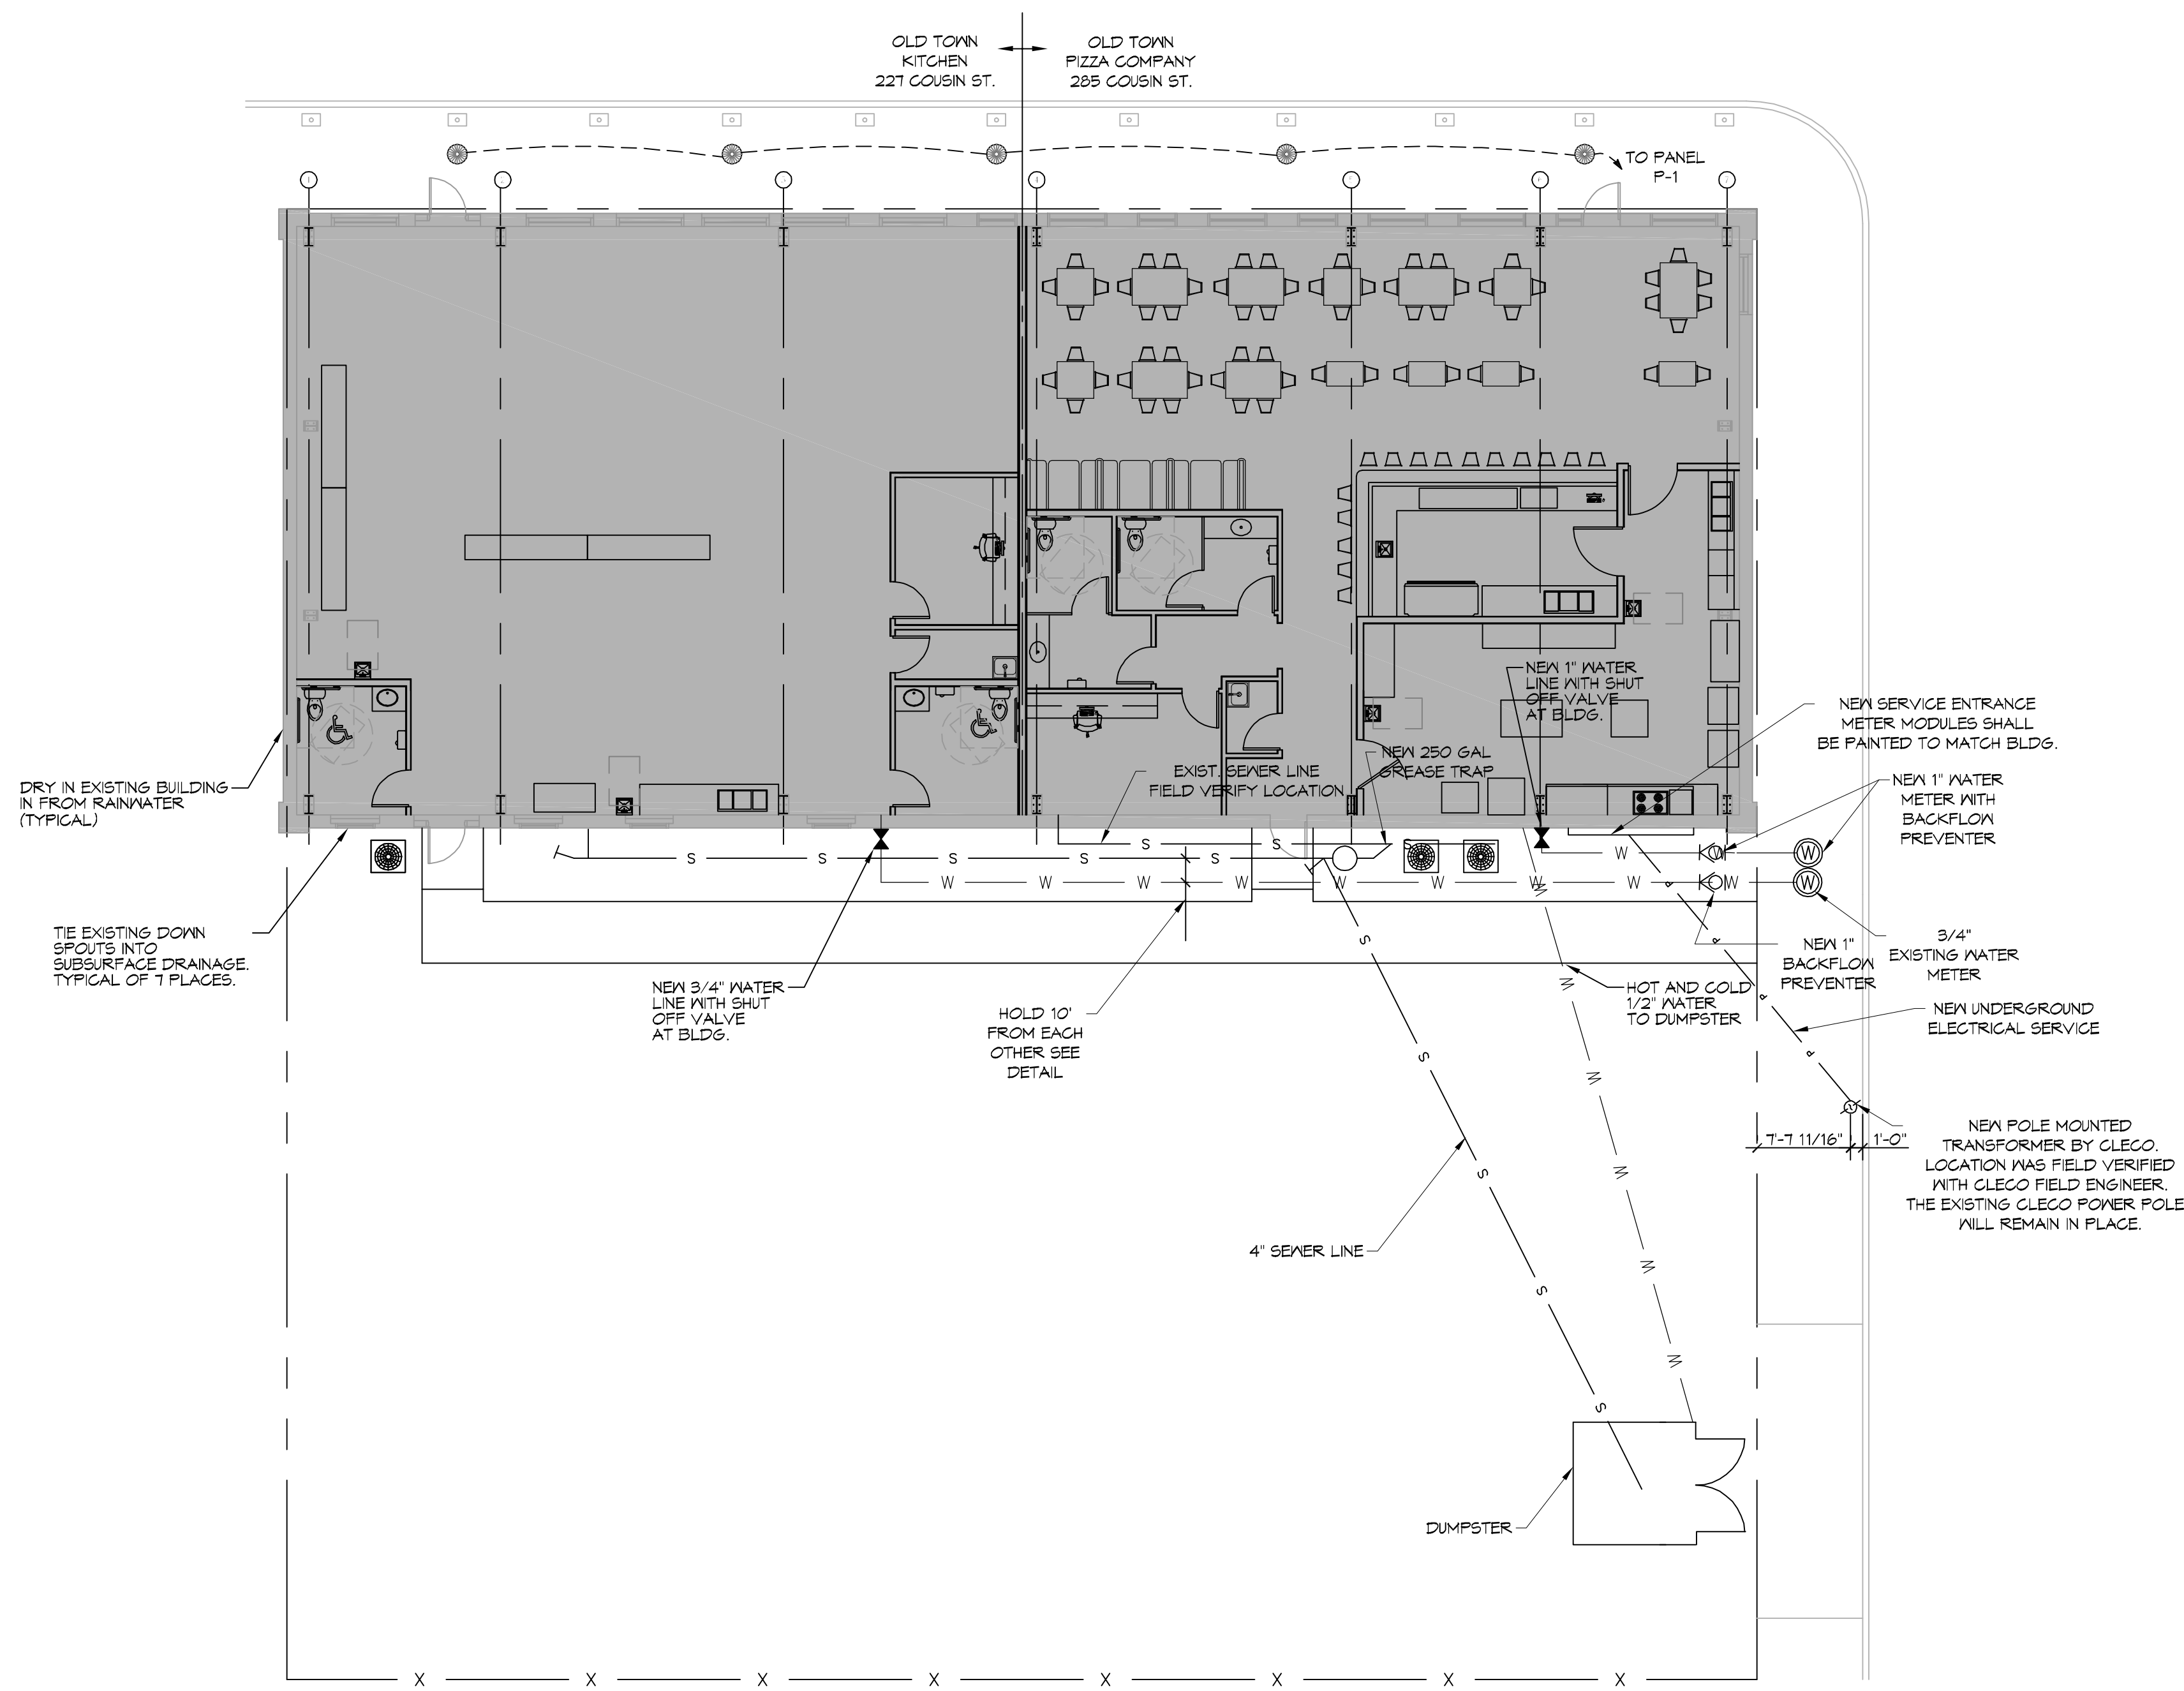 OLD TOWN
KITCHEN
227 COUSIN ST.
OLD TOWN
PIZZA COMPANY
285 COUSIN ST.
TO PANEL
P-1
NEW 1" WATER
LINE WITH SHUT
OFF VALVE
AT BLDG.
NEW SERVICE ENTRANCE
METER MODULES SHALL
BE PAINTED TO MATCH BLDG.
NEW 250 GAL
GREASE TRAP
EXIST. SEWER LINE
FIELD VERIFY LOCATION
DRY IN EXISTING BUILDING
IN FROM RAINWATER
(TYPICAL)
NEW 1" WATER
METER WITH
BACKFLOW
PREVENTER
S S S S S
S S S
W W W
W W W W W W W W W W
TIE EXISTING DOWN
SPOUTS INTO
SUBSURFACE DRAINAGE.
TYPICAL OF 7 PLACES.
NEW 3/4" WATER
LINE WITH SHUT
OFF VALVE
AT BLDG.
HOLD 10'
FROM EACH
OTHER SEE
DETAIL
NEW 1"
BACKFLOW
PREVENTER
3/4"
EXISTING WATER
METER
HOT AND COLD
1/2" WATER
TO DUMPSTER
NEW UNDERGROUND
ELECTRICAL SERVICE
P P P P
7'-7 11/16"
1'-0"
NEW POLE MOUNTED
TRANSFORMER BY CLECO.
LOCATION WAS FIELD VERIFIED
WITH CLECO FIELD ENGINEER.
THE EXISTING CLECO POWER POLE
WILL REMAIN IN PLACE.
4" SEWER LINE
S S S S S
W W W W W W
DUMPSTER
X X X X X X X X